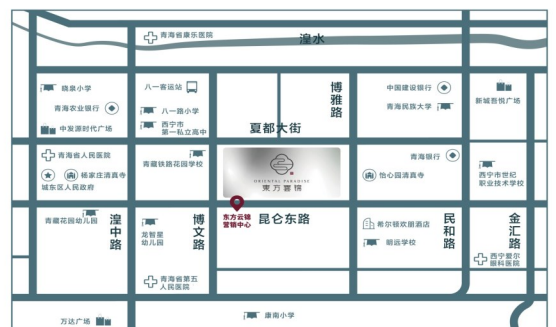 青海省康乐医院
湟水
晓泉小学
八一客运站
博雅路
中国建设银行
青海农业银行
八一路小学
青海民族大学
新城吾悦广场
中发源时代广场
西宁市
第一私立高中
夏都大街
青海省人民医院
青藏铁路花园学校
ORIENTAL PARADISE
東方雲锦
青海银行
杨家庄清真寺
怡心园清真寺
西宁市世纪
职业技术学校
城东区人民政府
东方云锦
营销中心
青藏花园幼儿园
湟中路
龙智星
幼儿园
博文路
昆仑东路
希尔顿欢朋酒店
明远学校
民和路
金汇路
西宁爱尔
眼科医院
青海省第五
人民医院
万达广场
康南小学